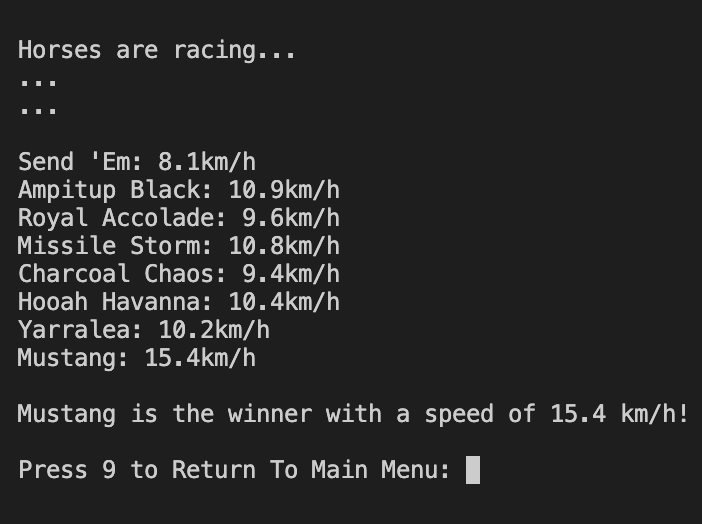 Horses are racing...
...
...
Send 'Em: 8.1km/h
Ampitup Black: 10.9km/h
Royal Accolade: 9.6km/h
Missile Storm: 10.8km/h
Charcoal Chaos: 9.4km/h
Hooah Havanna: 10.4km/h
Yarralea: 10.2km/h
Mustang: 15.4km/h
Mustang is the winner with a speed of 15.4 km/h!
Press 9 to Return To Main Menu: